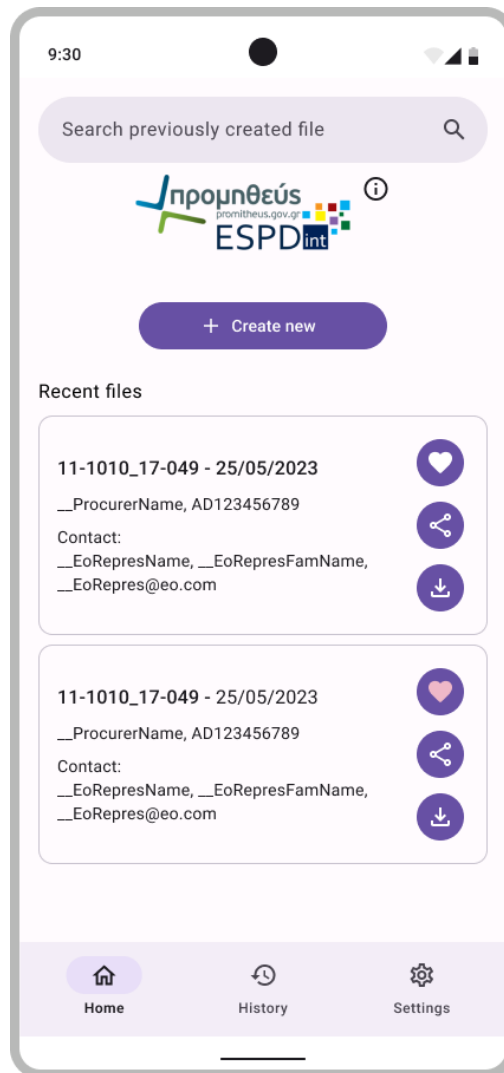 9:30
Search previously created file
προμηθεύς
promitheus.gov.gr
ESPDint
Create new
Recent files
11-1010_17-049 - 25/05/2023
__ProcurerName, AD123456789
Contact:
__EoRepresName, __EoRepresFamName,
__EoRepres@eo.com
11-1010_17-049 - 25/05/2023
__ProcurerName, AD123456789
Contact:
__EoRepresName, __EoRepresFamName,
__EoRepres@eo.com
Home History Settings